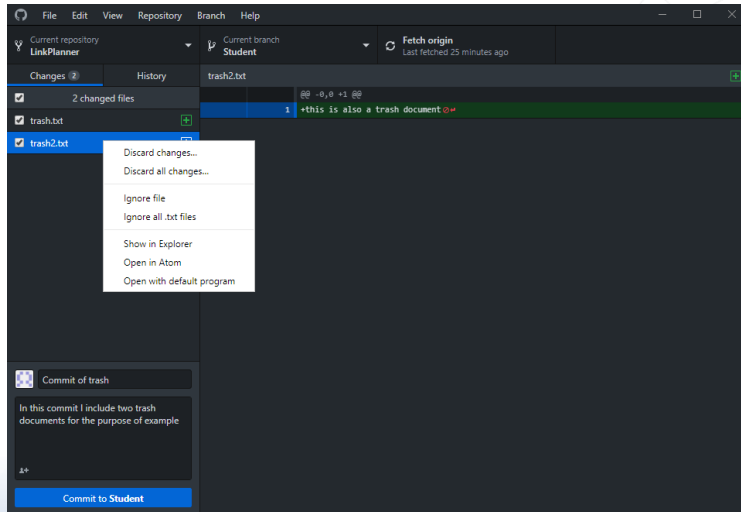 File Edit View Repository Branch Help
Current repository
LinkPlanner
Current branch
Student
Fetch origin
Last fetched 25 minutes ago
Changes 2 History
trash2.txt
2 changed files
@@ -0,0 +1 @@
trash.txt
1 +this is also a trash document
trash2.txt
Discard changes...
Discard all changes...
Ignore file
Ignore all .txt files
Show in Explorer
Open in Atom
Open with default program
Commit of trash
In this commit I include two trash
documents for the purpose of example
Commit to Student